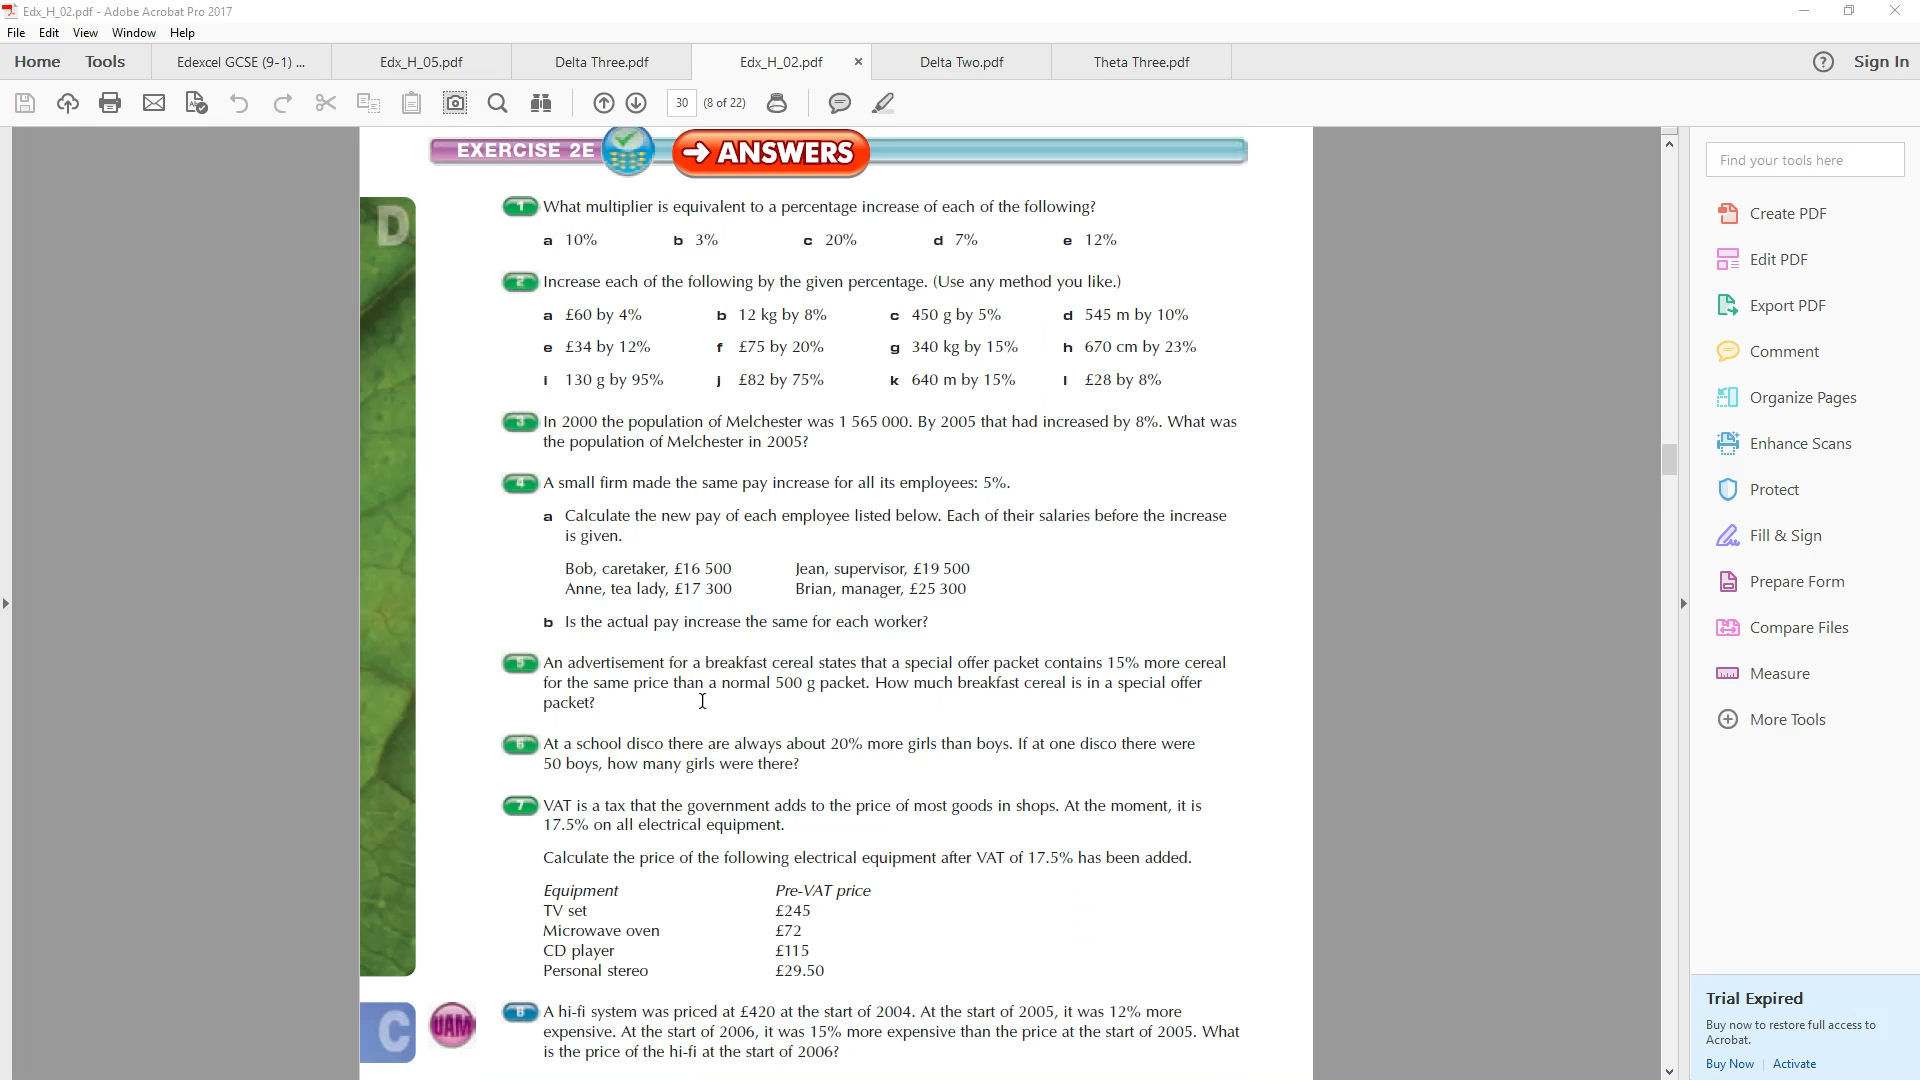 Edx_H_02.pdf - Adobe Acrobat Pro 2017
File Edit View Window Help
Home Tools Edexcel GCSE (9-1) ... Edx_H_05.pdf Delta Three.pdf Edx_H_02.pdf × Delta Two.pdf Theta Three.pdf ? Sign In
30 (8 of 22)
Find your tools here
Create PDF
Edit PDF
Export PDF
Comment
Organize Pages
Enhance Scans
Protect
Fill & Sign
Prepare Form
Compare Files
Measure
More Tools
Trial Expired
Buy now to restore full access to
Acrobat.
Buy Now Activate
EXERCISE 2E → ANSWERS
D
1 What multiplier is equivalent to a percentage increase of each of the following?
a 10% b 3% c 20% d 7% e 12%
2 Increase each of the following by the given percentage. (Use any method you like.)
a £60 by 4% b 12 kg by 8% c 450 g by 5% d 545 m by 10%
e £34 by 12% f £75 by 20% g 340 kg by 15% h 670 cm by 23%
i 130 g by 95% j £82 by 75% k 640 m by 15% l £28 by 8%
3 In 2000 the population of Melchester was 1 565 000. By 2005 that had increased by 8%. What was
the population of Melchester in 2005?
4 A small firm made the same pay increase for all its employees: 5%.
a Calculate the new pay of each employee listed below. Each of their salaries before the increase
is given.
Bob, caretaker, £16 500 Jean, supervisor, £19 500
Anne, tea lady, £17 300 Brian, manager, £25 300
b Is the actual pay increase the same for each worker?
5 An advertisement for a breakfast cereal states that a special offer packet contains 15% more cereal
for the same price than a normal 500 g packet. How much breakfast cereal is in a special offer
packet?
6 At a school disco there are always about 20% more girls than boys. If at one disco there were
50 boys, how many girls were there?
7 VAT is a tax that the government adds to the price of most goods in shops. At the moment, it is
17.5% on all electrical equipment.
Calculate the price of the following electrical equipment after VAT of 17.5% has been added.
Equipment Pre-VAT price
TV set £245
Microwave oven £72
CD player £115
Personal stereo £29.50
C UAM 8 A hi-fi system was priced at £420 at the start of 2004. At the start of 2005, it was 12% more
expensive. At the start of 2006, it was 15% more expensive than the price at the start of 2005. What
is the price of the hi-fi at the start of 2006?